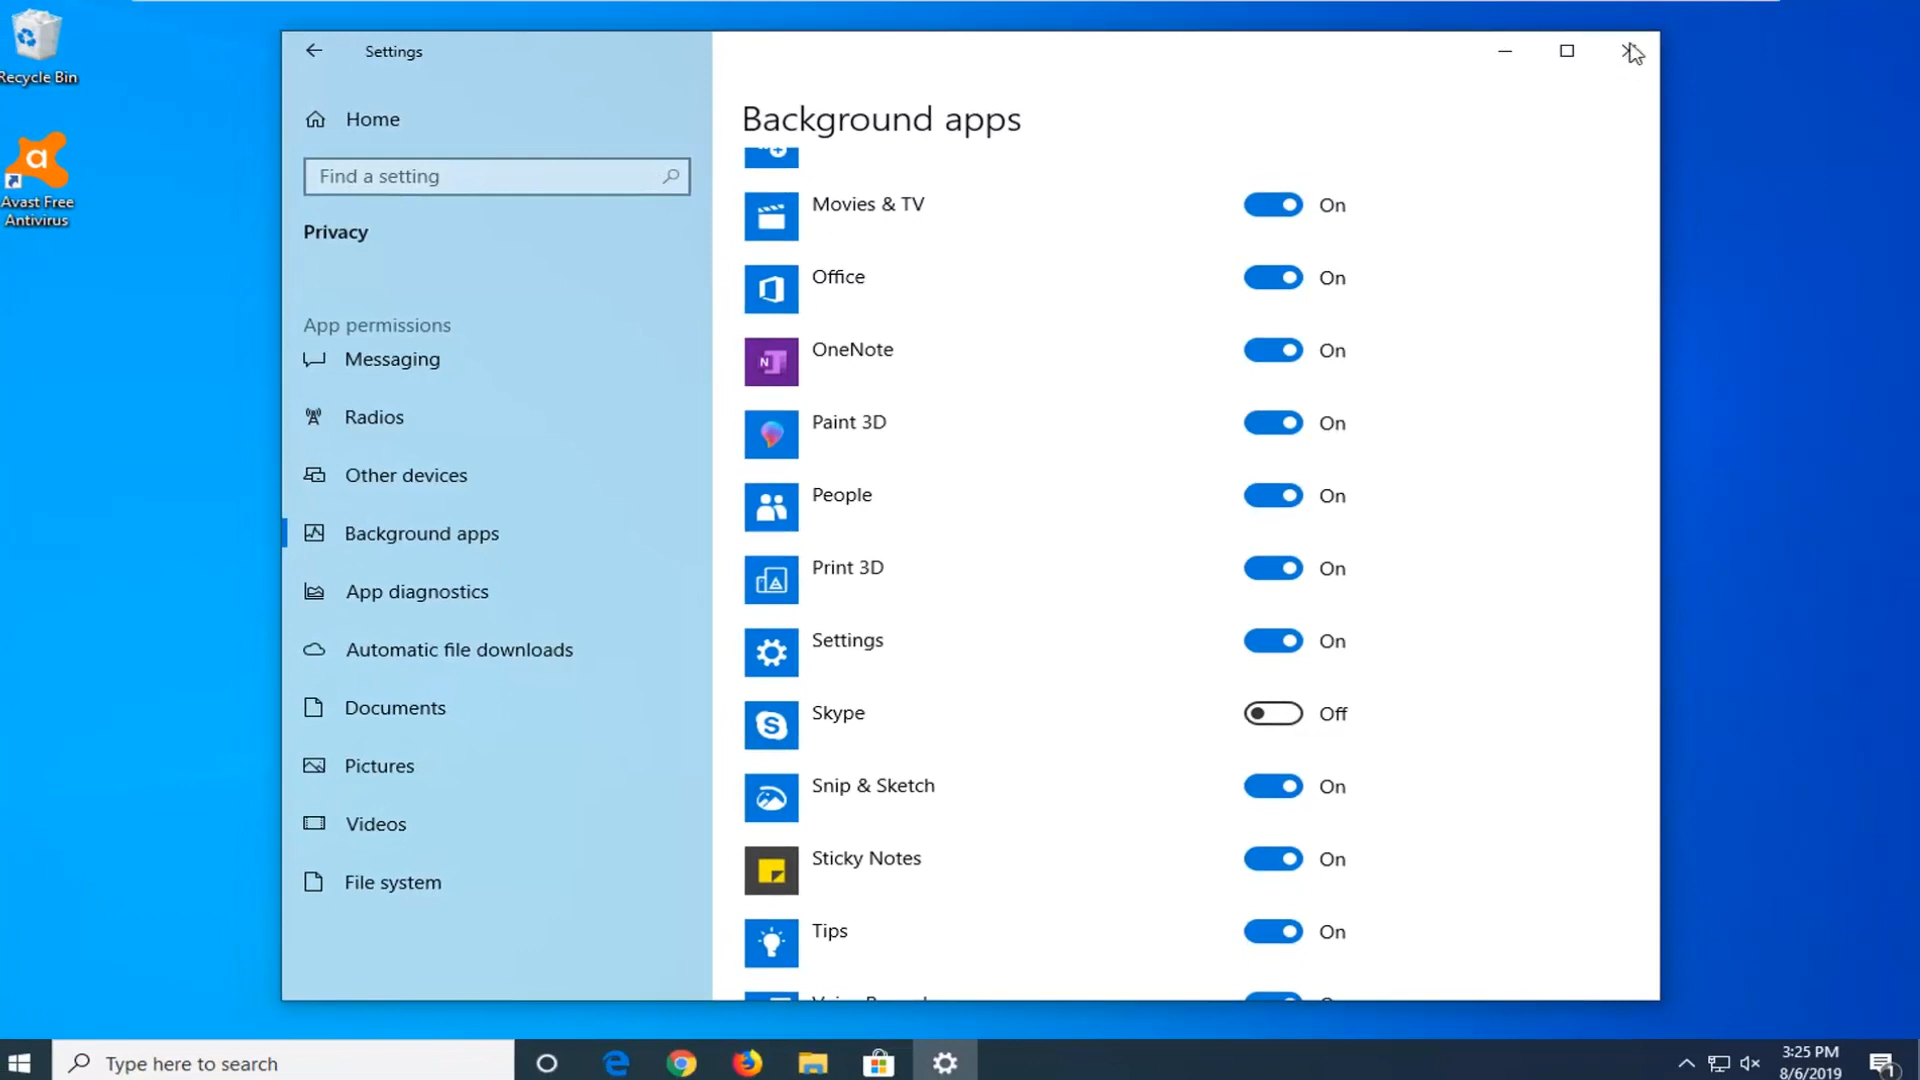 Recycle Bin
Avast Free
Antivirus
Settings
Home
Find a setting
Privacy
App permissions
Messaging
Radios
Other devices
Background apps
App diagnostics
Automatic file downloads
Documents
Pictures
Videos
File system
Background apps
Movies & TV On
Office On
OneNote On
Paint 3D On
People On
Print 3D On
Settings On
Skype Off
Snip & Sketch On
Sticky Notes On
Tips On
Type here to search
3:25 PM
8/6/2019
1